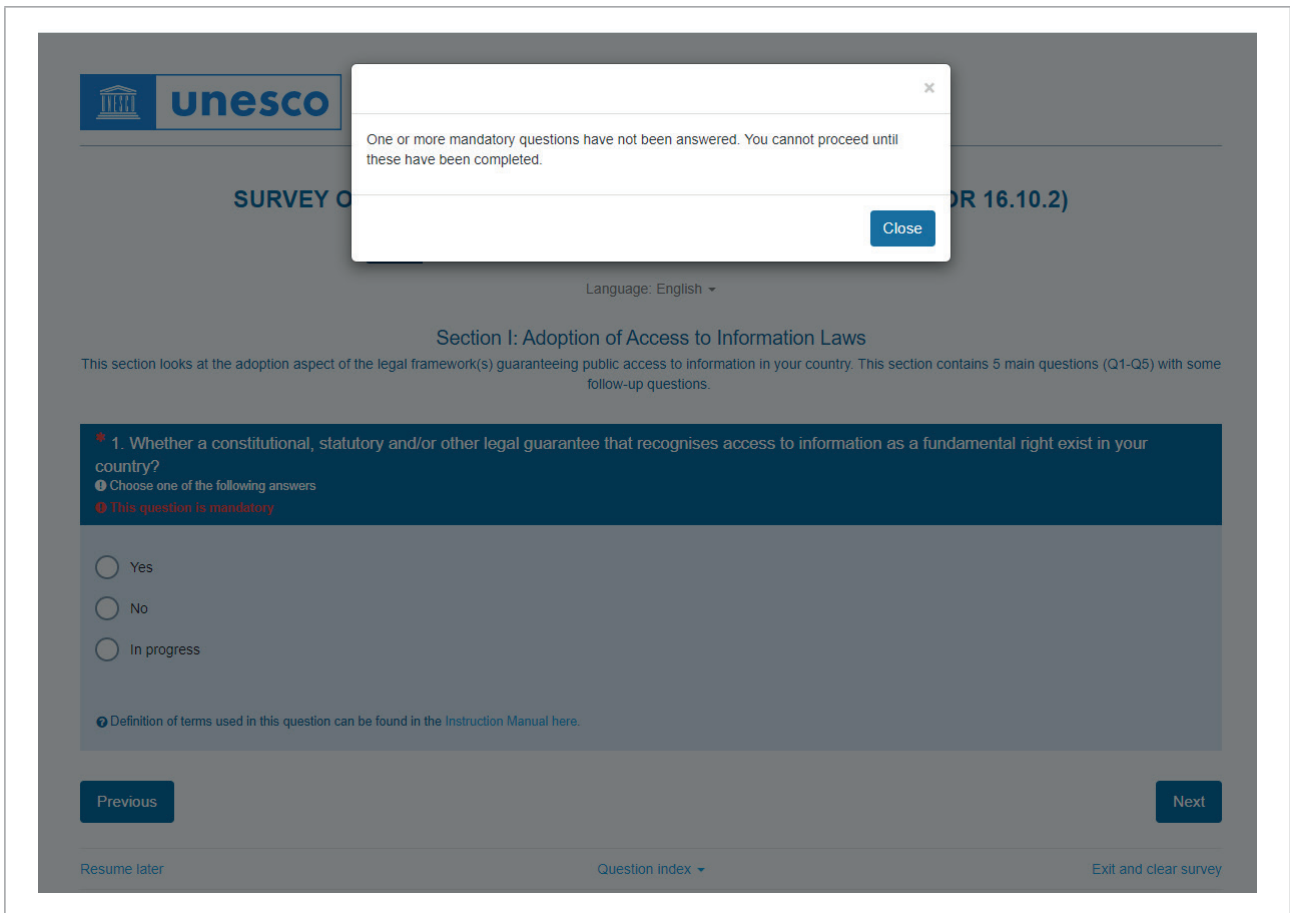 unesco
×
One or more mandatory questions have not been answered. You cannot proceed until
these have been completed.
Close
SURVEY O
OR 16.10.2)
Language: English
Section I: Adoption of Access to Information Laws
This section looks at the adoption aspect of the legal framework(s) guaranteeing public access to information in your country. This section contains 5 main questions (Q1-Q5) with some
follow-up questions.
* 1. Whether a constitutional, statutory and/or other legal guarantee that recognises access to information as a fundamental right exist in your
country?
Choose one of the following answers
This question is mandatory
Yes
No
In progress
Definition of terms used in this question can be found in the Instruction Manual here.
Previous
Next
Resume later
Question index
Exit and clear survey